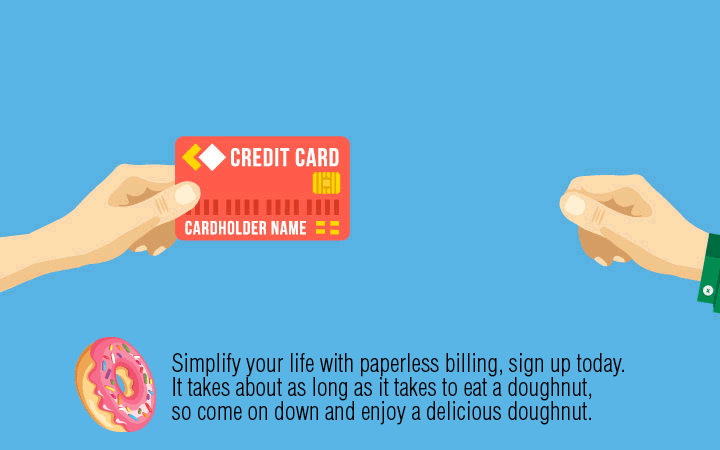 CREDIT CARD
CARDHOLDER NAME
Simplify your life with paperless billing, sign up today.
It takes about as long as it takes to eat a doughnut,
so come on down and enjoy a delicious doughnut.